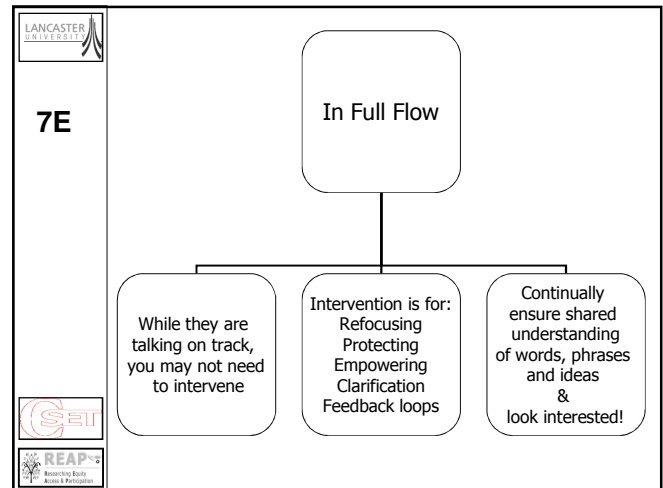 LANCASTER
UNIVERSITY
7E
In Full Flow
While they are
talking on track,
you may not need
to intervene
Intervention is for:
Refocusing
Protecting
Empowering
Clarification
Feedback loops
Continually
ensure shared
understanding
of words, phrases
and ideas
&
look interested!
CSET
REAP
Researching Equity
Access & Participation